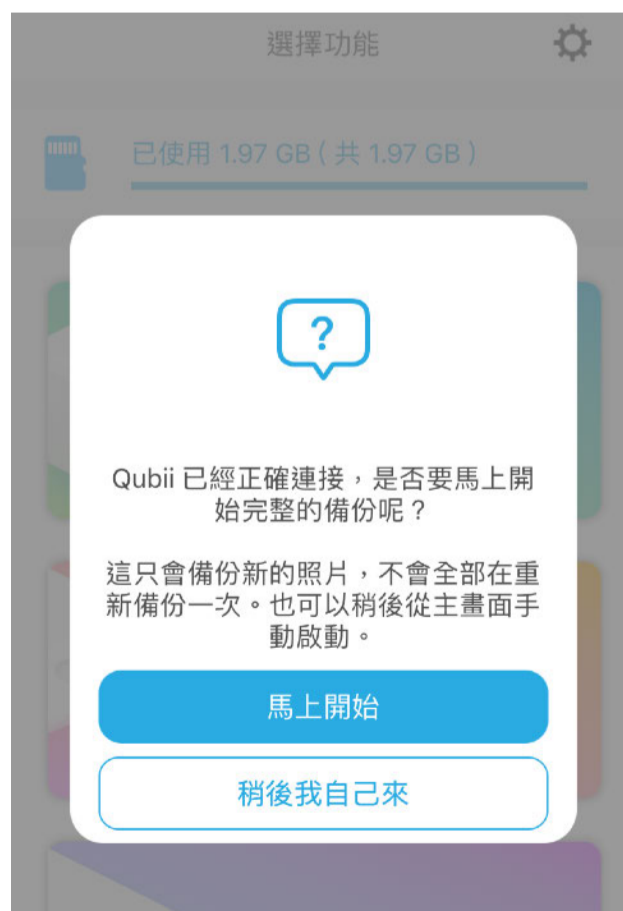 選擇功能
已使用 1.97 GB ( 共 1.97 GB )
?
Qubii 已經正確連接，是否要馬上開
始完整的備份呢？
這只會備份新的照片，不會全部在重
新備份一次。也可以稍後從主畫面手
動啟動。
馬上開始
稍後我自己來